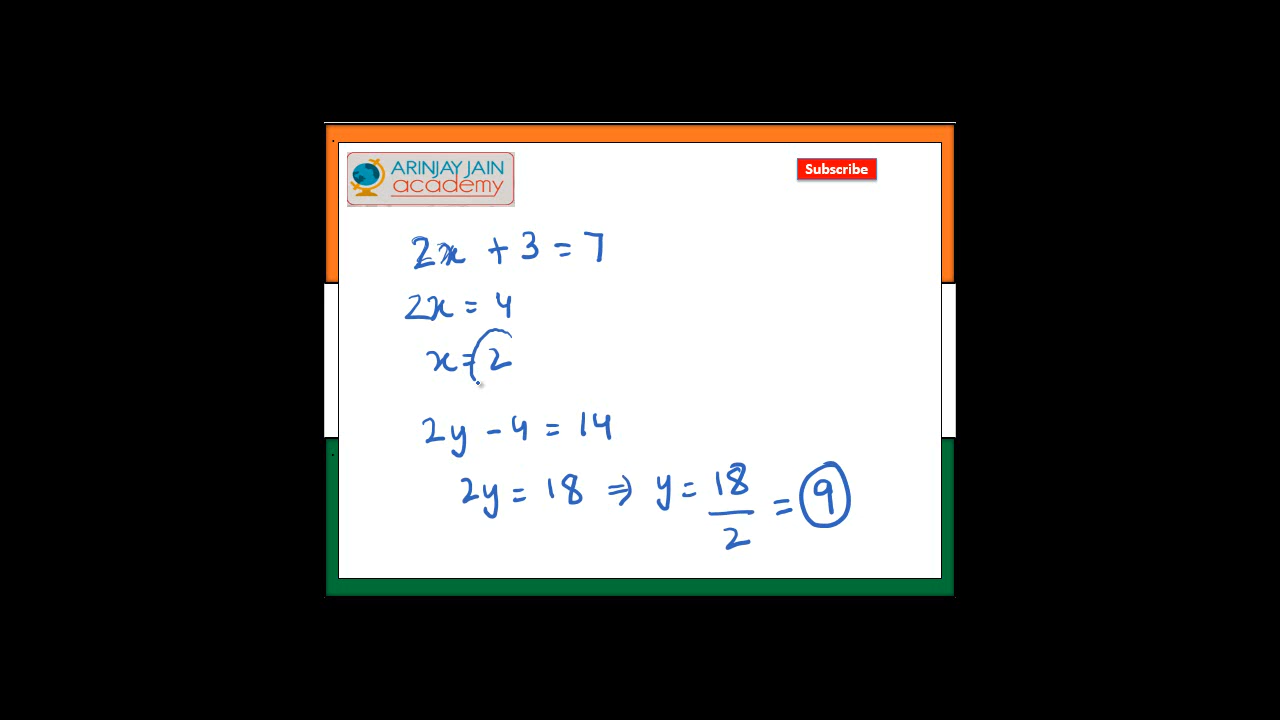 ARINJAY JAIN
academy
Subscribe
2x + 3 = 7
2x = 4
x = 2
2y - 4 = 14
2y = 18 ⇒ y = 18/2 = 9